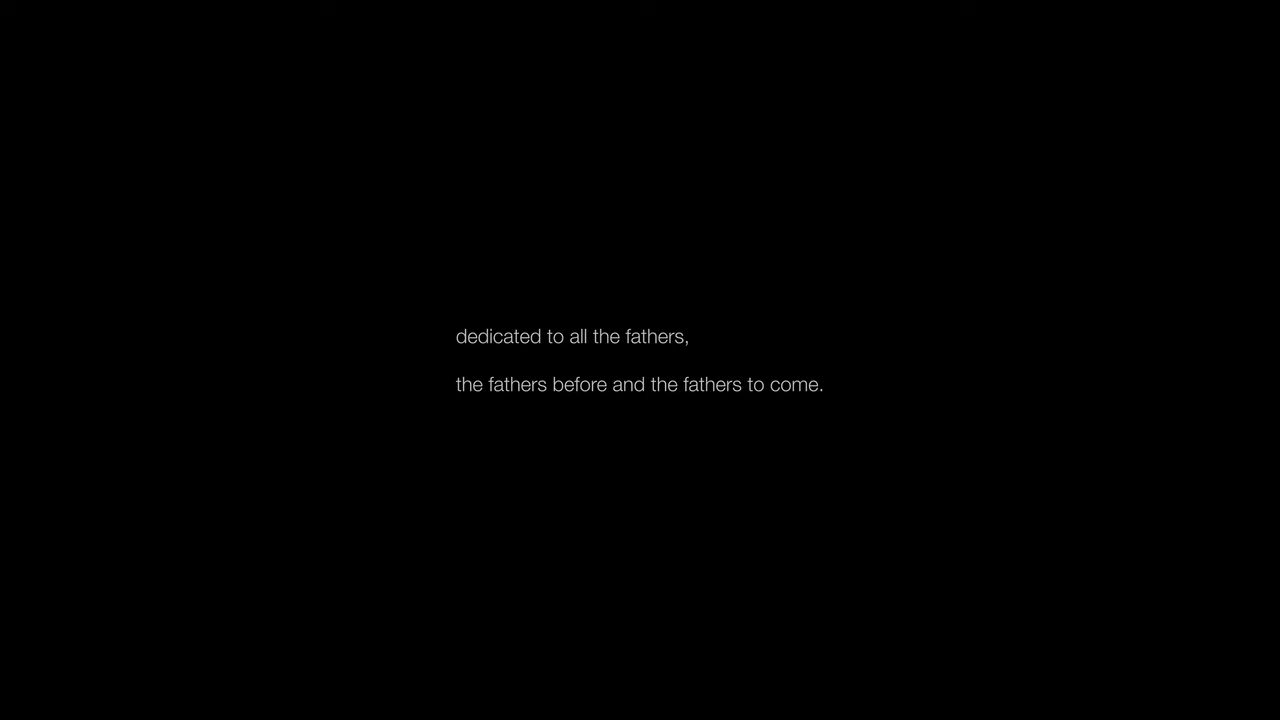 dedicated to all the fathers,
the fathers before and the fathers to come.